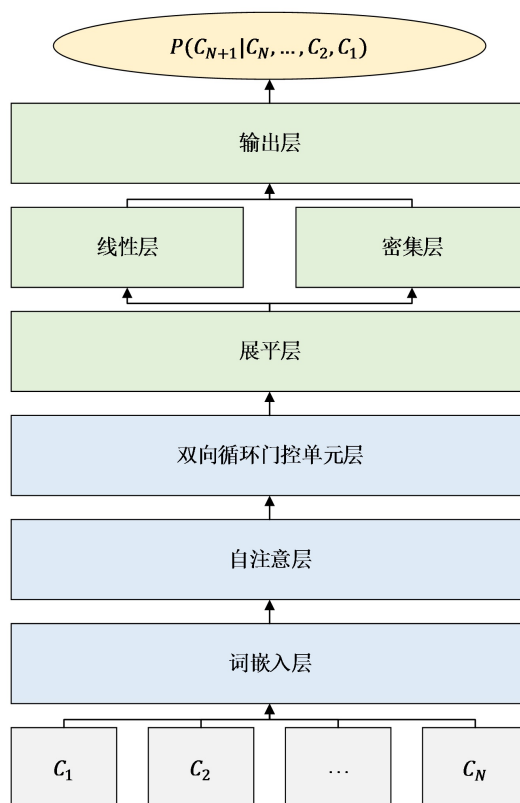 P(C_{N+1}|C_N, ..., C_2, C_1)
输出层
线性层 密集层
展平层
双向循环门控单元层
自注意层
词嵌入层
C_1 C_2 ... C_N